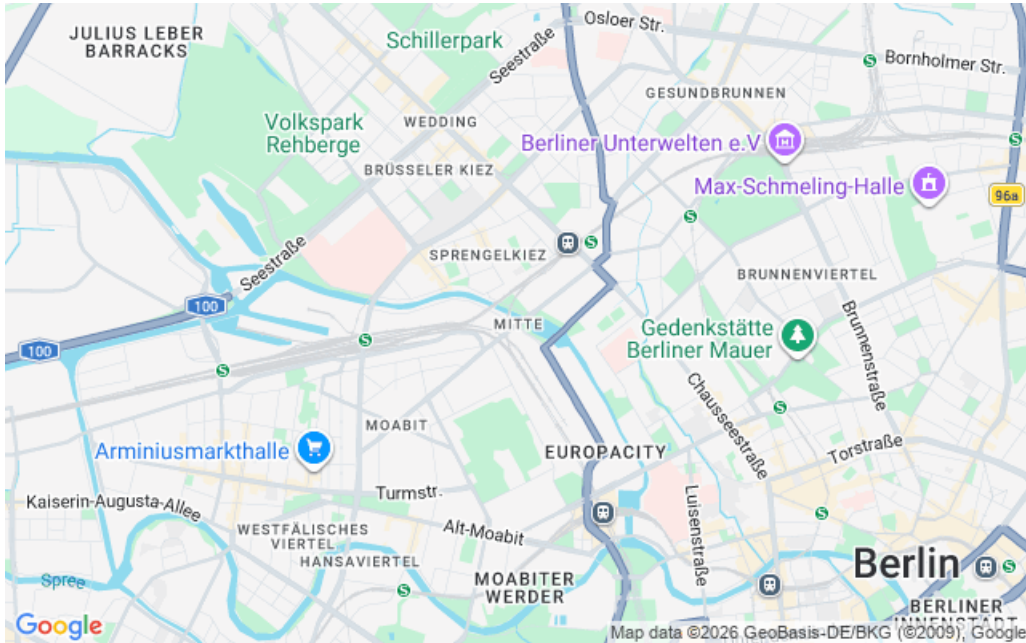 Osloer Str.
JULIUS LEBER
BARRACKS
Schillerpark
Seestraße
Bornholmer Str.
GESUNDBRUNNEN
Volkspark
Rehberge
WEDDING
Berliner Unterwelten e.V
BRÜSSELER KIEZ
Max-Schmeling-Halle
96a
SPRENGELKIEZ
Seestraße
BRUNNENVIERTEL
100
MITTE
Gedenkstätte
Berliner Mauer
Brunnenstraße
100
Chausseestraße
MOABIT
Arminiusmarkthalle
EUROPACITY
Torstraße
Turmstr.
Kaiserin-Augusta-Allee
Luisenstraße
WESTFÄLISCHES
VIERTEL
Alt-Moabit
HANSAVIERTEL
Berlin
Spree
MOABITER
WERDER
BERLINER
INNENSTADT
Google
Map data ©2026 GeoBasis-DE/BKG (©2009), Google